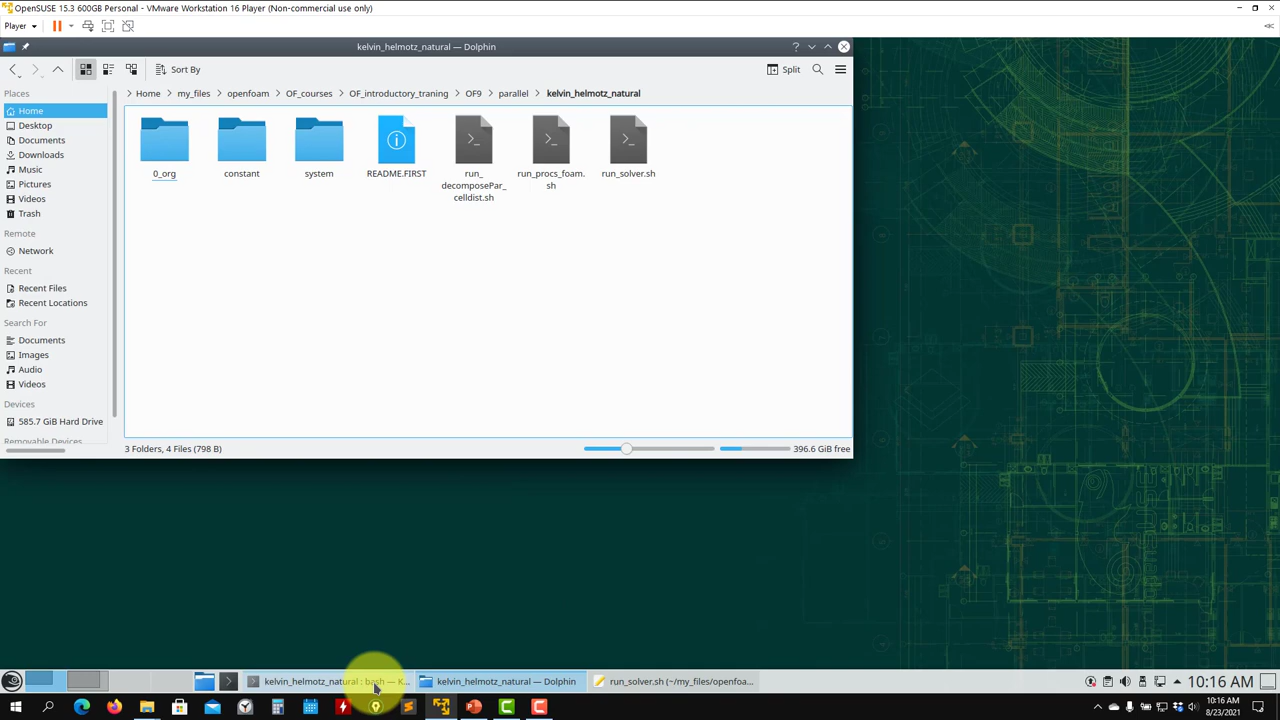 OpenSUSE 15.3 600GB Personal - VMware Workstation 16 Player (Non-commercial use only)
Player
kelvin_helmotz_natural — Dolphin
Sort By
Split
Places
Home
my_files
openfoam
OF_courses
OF_introductory_traning
OF9
parallel
kelvin_helmotz_natural
Home
Desktop
Documents
Downloads
Music
Pictures
Videos
Trash
Remote
Network
Recent
Recent Files
Recent Locations
Search For
Documents
Images
Audio
Videos
Devices
585.7 GiB Hard Drive
Removable Devices
0_org
constant
system
README.FIRST
run_
decomposePar_
celldist.sh
run_procs_foam.
sh
run_solver.sh
3 Folders, 4 Files (798 B)
396.6 GiB free
kelvin_helmotz_natural : bash — K...
kelvin_helmotz_natural — Dolphin
run_solver.sh (~/my_files/openfoa...
10:16 AM
10:16 AM
8/23/2021